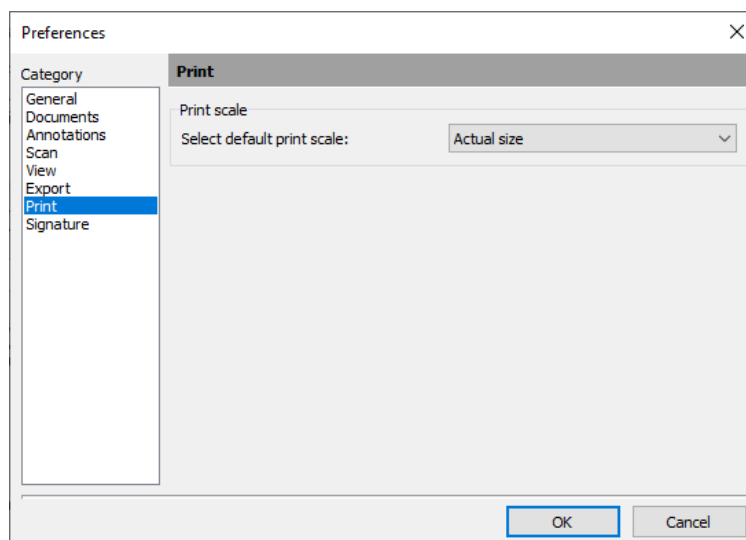 Preferences
Category
General
Documents
Annotations
Scan
View
Export
Print
Signature
Print
Print scale
Select default print scale: Actual size
OK Cancel